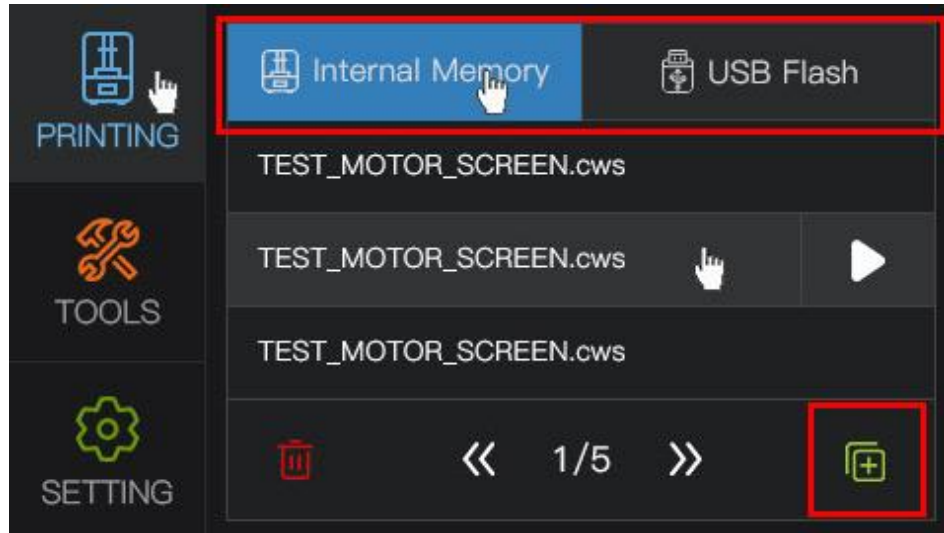 PRINTING
TOOLS
SETTING
Internal Memory
USB Flash
TEST_MOTOR_SCREEN.cws
TEST_MOTOR_SCREEN.cws
TEST_MOTOR_SCREEN.cws
1/5